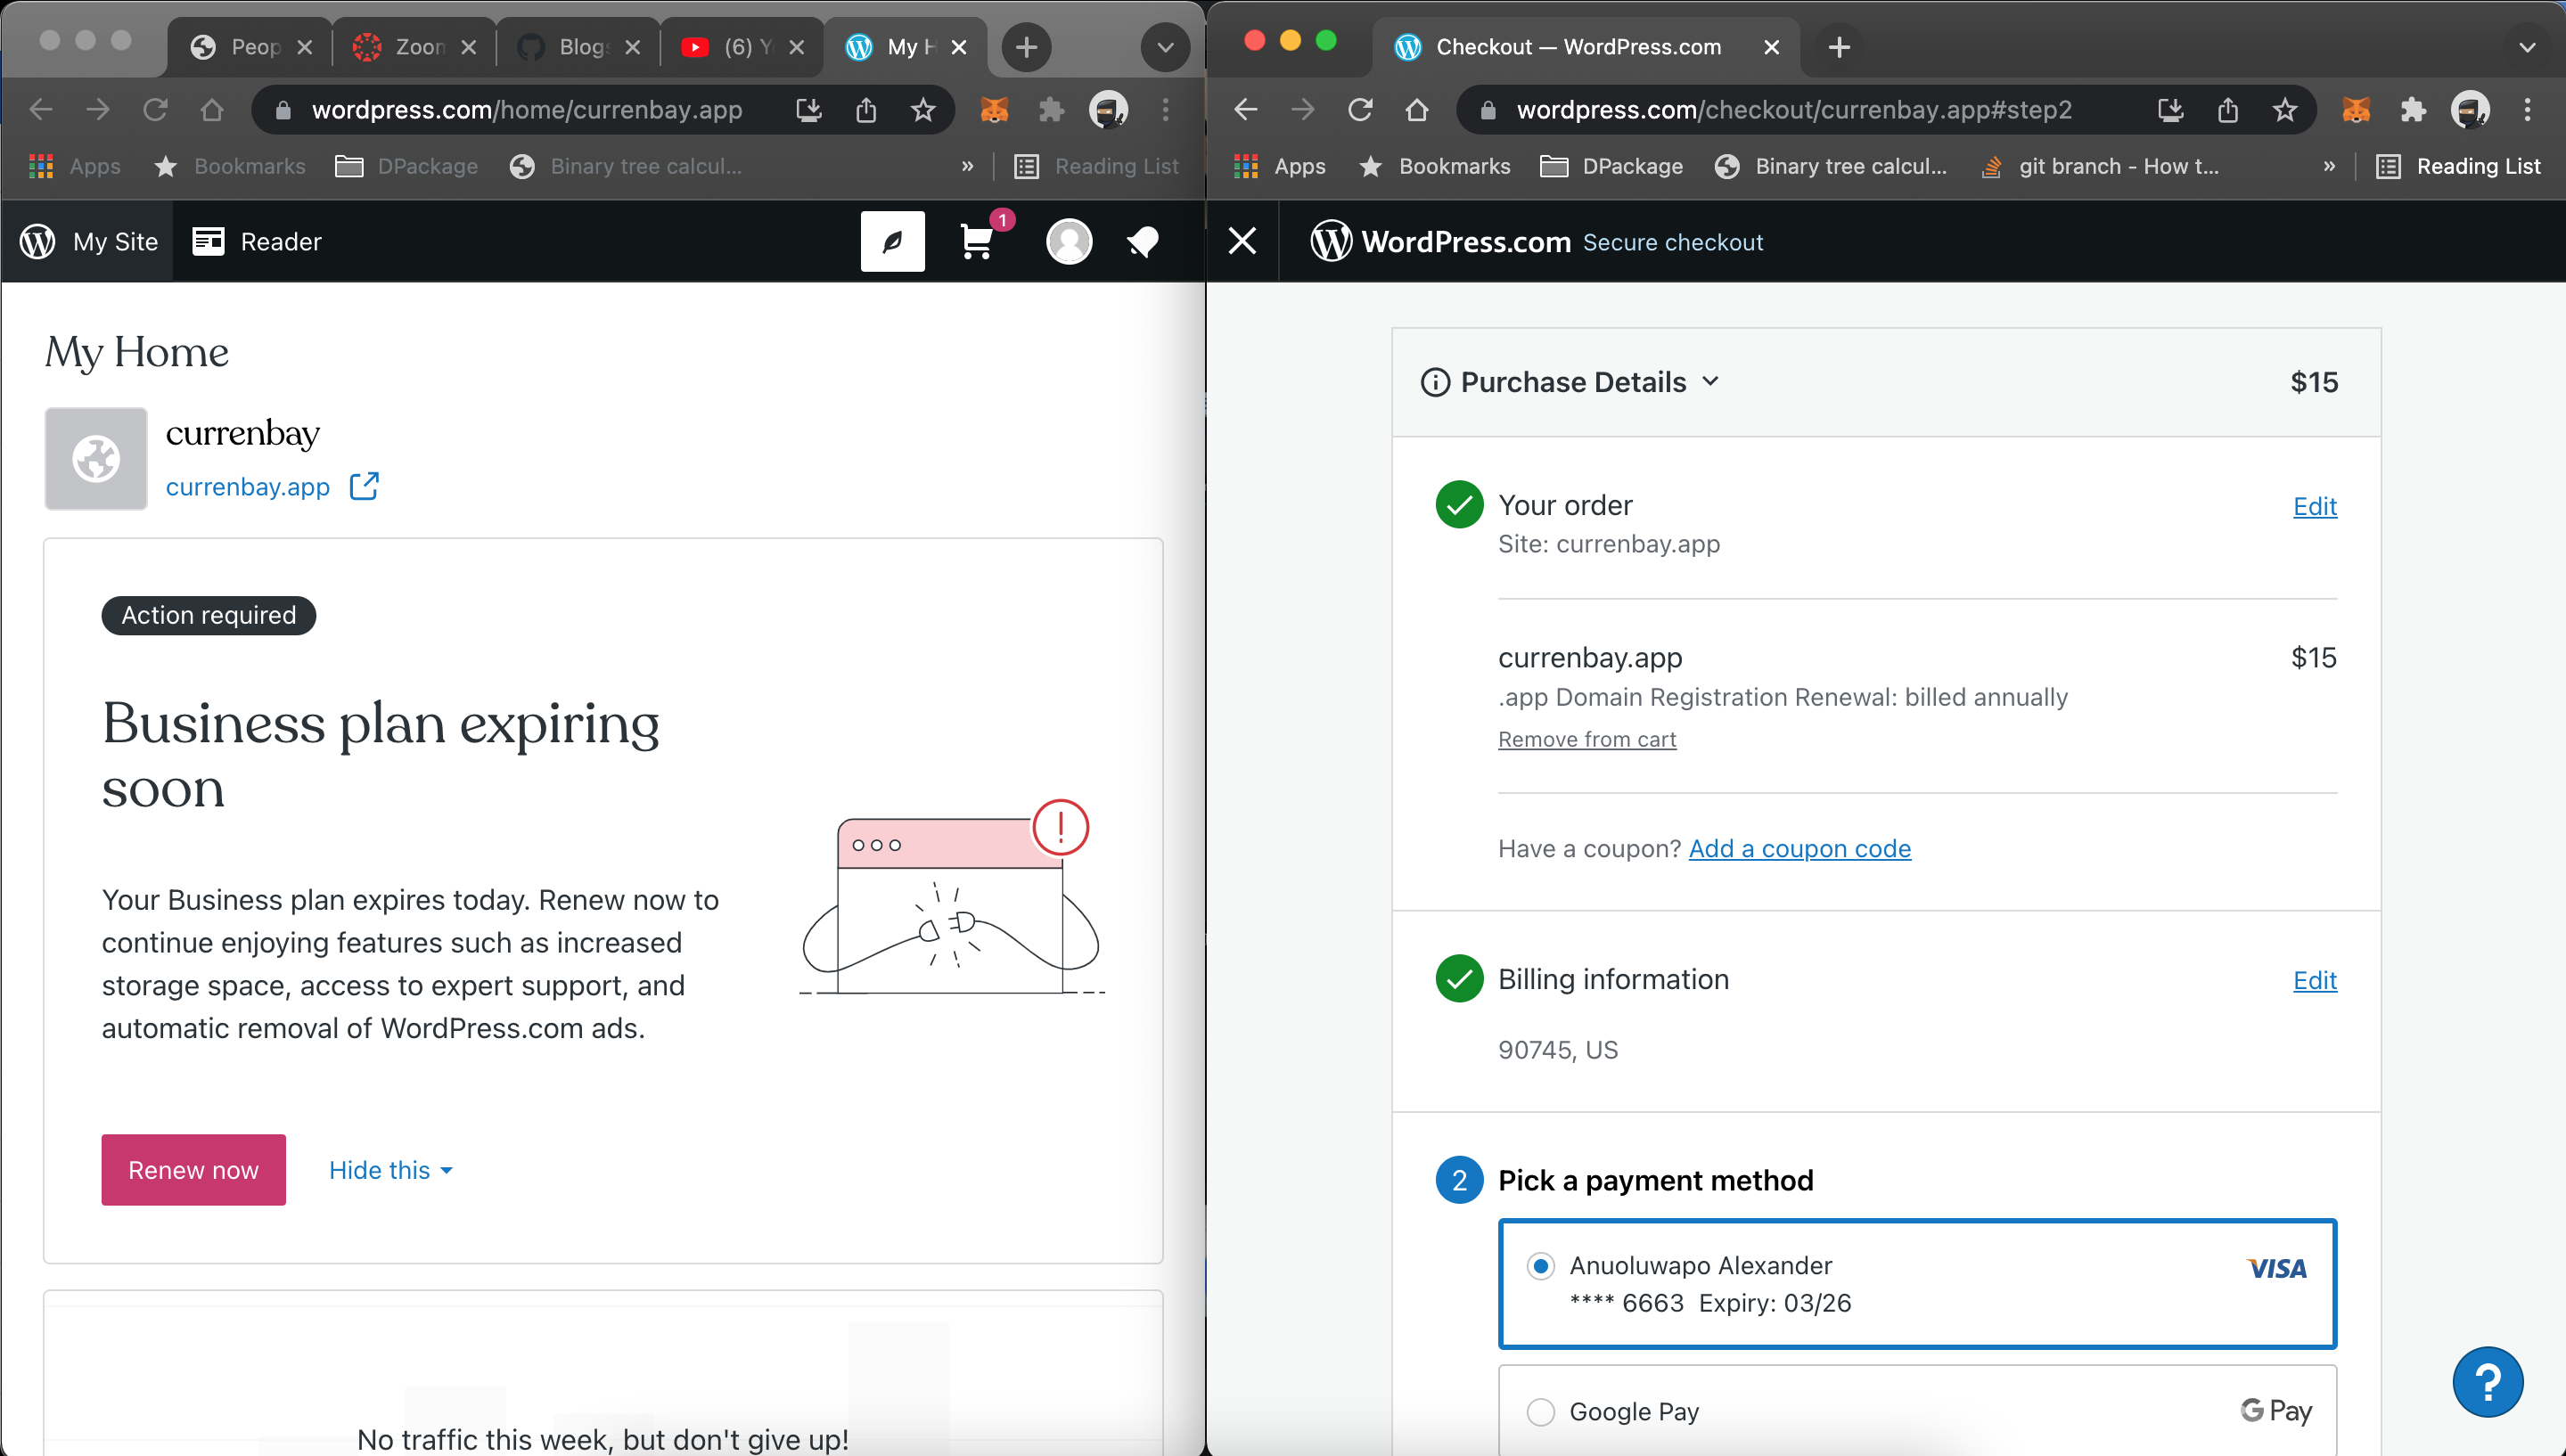 Peop
Zoom
Blogs
(6) Y
My H
wordpress.com/home/currenbay.app
Apps
Bookmarks
DPackage
Binary tree calcul...
»
Reading List
My Site
Reader
1
My Home
currenbay
currenbay.app
Action required
Business plan expiring
soon
Your Business plan expires today. Renew now to
continue enjoying features such as increased
storage space, access to expert support, and
automatic removal of WordPress.com ads.
Renew now
Hide this
No traffic this week, but don't give up!
Checkout — WordPress.com
wordpress.com/checkout/currenbay.app#step2
Apps
Bookmarks
DPackage
Binary tree calcul...
git branch - How t...
»
Reading List
WordPress.com Secure checkout
Purchase Details
$15
Your order
Edit
Site: currenbay.app
currenbay.app
$15
.app Domain Registration Renewal: billed annually
Remove from cart
Have a coupon? Add a coupon code
Billing information
Edit
90745, US
2 Pick a payment method
Anuoluwapo Alexander
VISA
**** 6663 Expiry: 03/26
Google Pay
G Pay
?